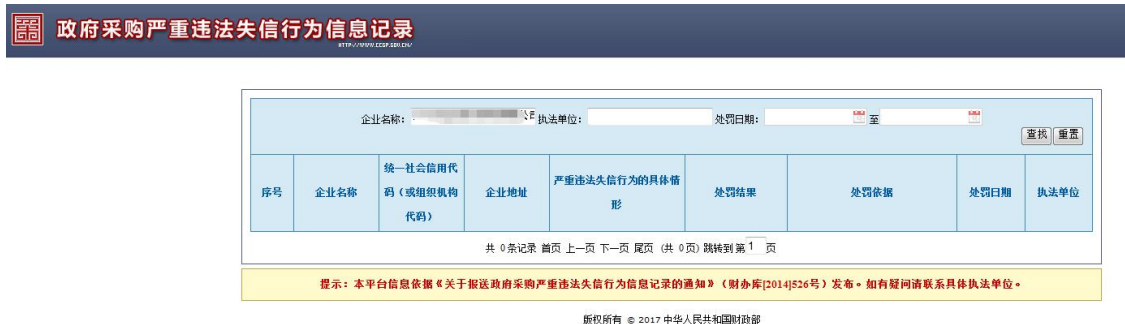 政府采购严重违法失信行为信息记录
HTTP://WWW.CCGP.GOV.CN/
企业名称： 公司 执法单位： 处罚日期： 至
查找 重置
序号 企业名称 统一社会信用代码（或组织机构代码） 企业地址 严重违法失信行为的具体情形 处罚结果 处罚依据 处罚日期 执法单位
共 0条记录 首页 上一页 下一页 尾页 (共 0页) 跳转到第1 页
提示：本平台信息依据《关于报送政府采购严重违法失信行为信息记录的通知》（财办库[2014]526号）发布。如有疑问请联系具体执法单位。
版权所有 © 2017 中华人民共和国财政部